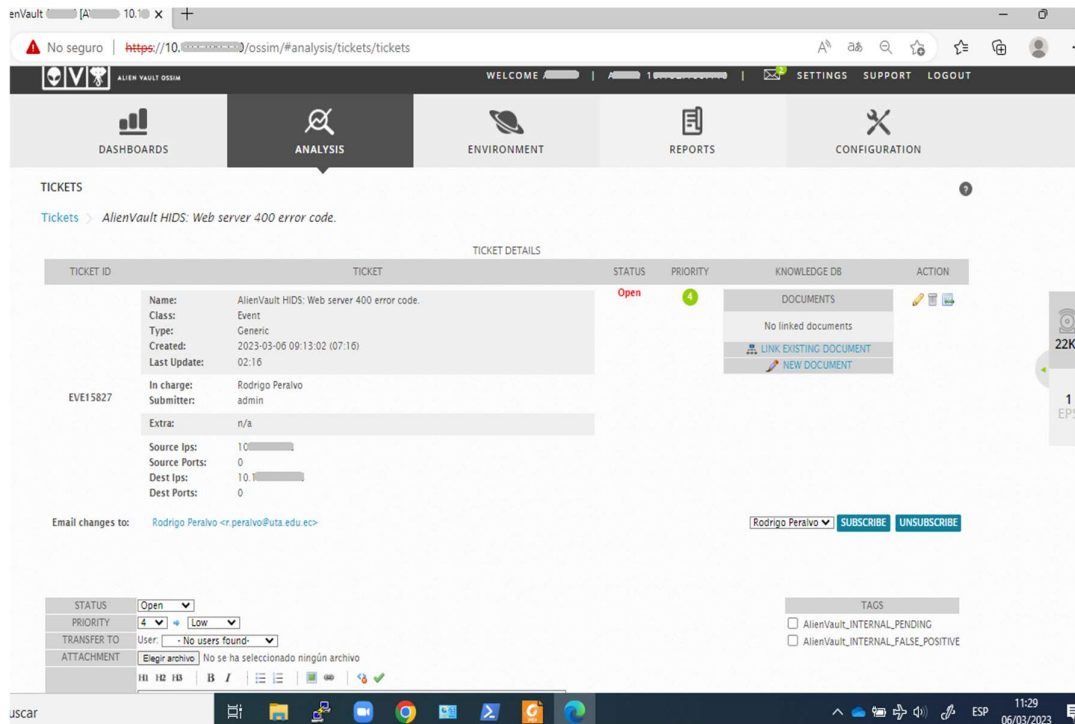 enVault [A 10.1 ×
No seguro https://10. 0/ossim/#analysis/tickets/tickets
ALIEN VAULT OSSIM WELCOME | | 2 SETTINGS SUPPORT LOGOUT
DASHBOARDS ANALYSIS ENVIRONMENT REPORTS CONFIGURATION
TICKETS
Tickets AlienVault HIDS: Web server 400 error code.
TICKET DETAILS
TICKET ID TICKET STATUS PRIORITY KNOWLEDGE DB ACTION
EVE15827
Name: AlienVault HIDS: Web server 400 error code.
Class: Event
Type: Generic
Created: 2023-03-06 09:13:02 (07:16)
Last Update: 02:16
In charge: Rodrigo Peralvo
Submitter: admin
Extra: n/a
Source Ips: 10
Source Ports: 0
Dest Ips: 10.1
Dest Ports: 0
Open
4
DOCUMENTS
No linked documents
LINK EXISTING DOCUMENT
NEW DOCUMENT
22K
1
EPS
Email changes to: Rodrigo Peralvo <r.peralvo@uta.edu.ec> Rodrigo Peralvo SUBSCRIBE UNSUBSCRIBE
STATUS Open
PRIORITY 4 Low
TRANSFER TO User: - No users found-
ATTACHMENT Elegir archivo No se ha seleccionado ningún archivo
H1 H2 H3 B I
TAGS
AlienVault_INTERNAL_PENDING
AlienVault_INTERNAL_FALSE_POSITIVE
uscar ESP 11:29
06/03/2023